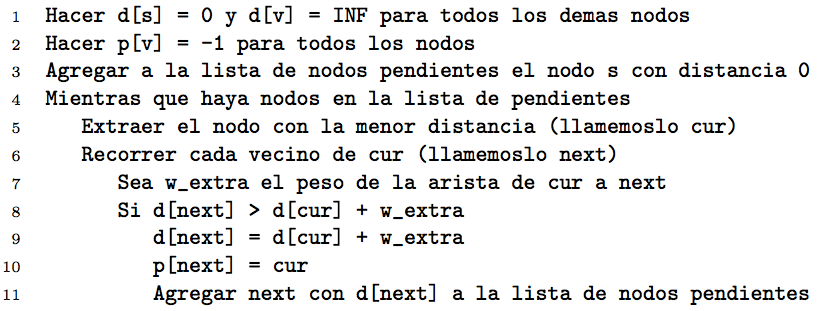 1 Hacer d[s] = 0 y d[v] = INF para todos los demas nodos
2 Hacer p[v] = -1 para todos los nodos
3 Agregar a la lista de nodos pendientes el nodo s con distancia 0
4 Mientras que haya nodos en la lista de pendientes
5 Extraer el nodo con la menor distancia (llamemoslo cur)
6 Recorrer cada vecino de cur (llamemoslo next)
7 Sea w_extra el peso de la arista de cur a next
8 Si d[next] > d[cur] + w_extra
9 d[next] = d[cur] + w_extra
10 p[next] = cur
11 Agregar next con d[next] a la lista de nodos pendientes